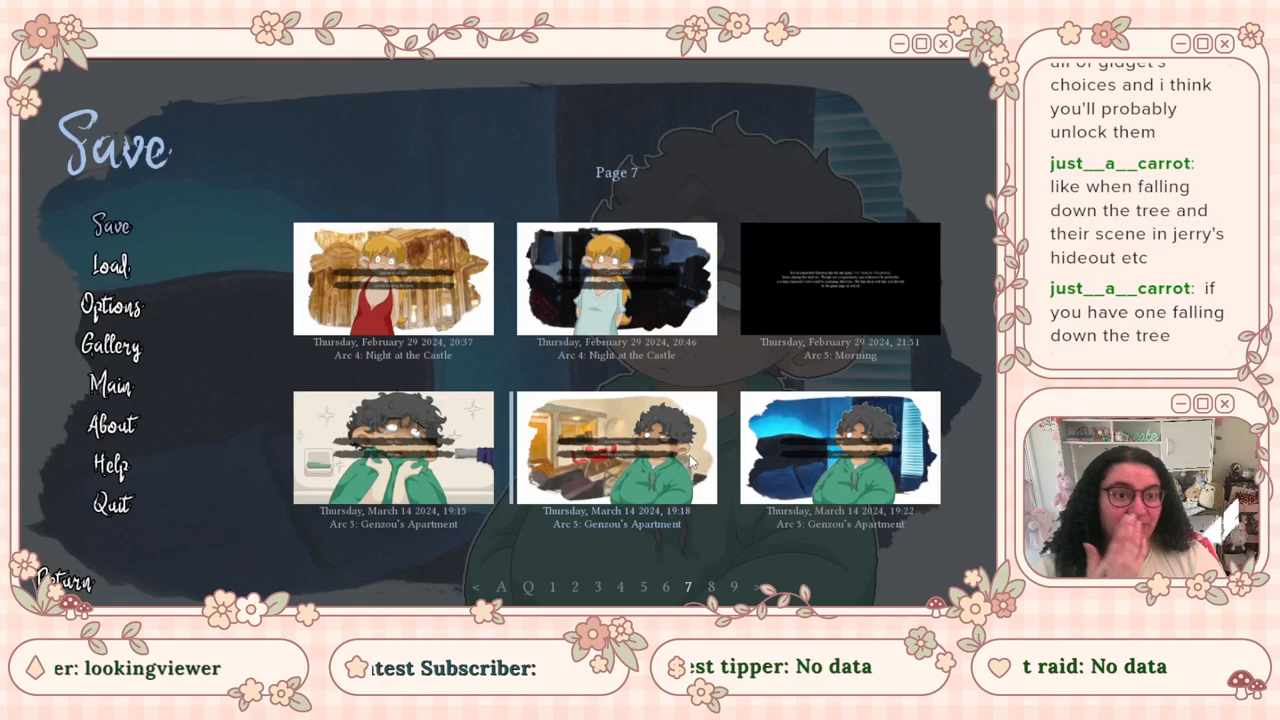 Save
Page 7
Save
Load
Options
Gallery
Main
About
Help
Quit
Return
Thursday, February 29 2024, 20:37
Arc 4: Night at the Castle
Thursday, February 29 2024, 20:46
Arc 4: Night at the Castle
Thursday, February 29 2024, 21:51
Arc 5: Morning
Thursday, March 14 2024, 19:15
Arc 5: Genzou's Apartment
Thursday, March 14 2024, 19:18
Arc 5: Genzou's Apartment
Thursday, March 14 2024, 19:22
Arc 5: Genzou's Apartment
< A Q 1 2 3 4 5 6 7 8 9 >
all of gidget's
choices and i think
you'll probably
unlock them
just__a__carrot:
like when falling
down the tree and
their scene in jerry's
hideout etc
just__a__carrot: if
you have one falling
down the tree
create
er: lookingviewer
test Subscriber:
est tipper: No data
t raid: No data